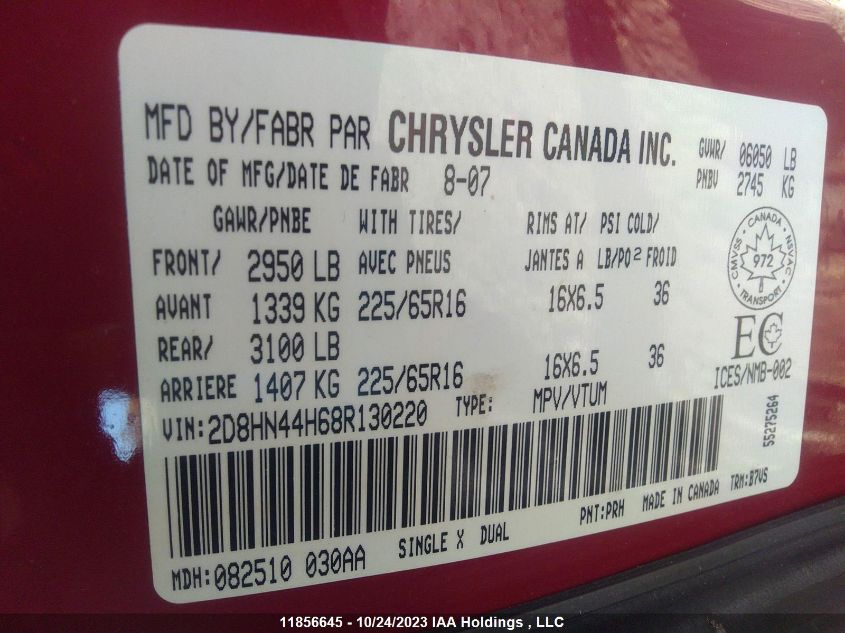 MFD BY/FABR PAR CHRYSLER CANADA INC. GVWR/ 06050 LB
DATE OF MFG/DATE DE FABR 8-07 PNBV 2745 KG
GAWR/PNBE WITH TIRES/ RIMS AT/ PSI COLD/
FRONT/ 2950 LB AVEC PNEUS JANTES A LB/PO² FROID
AVANT 1339 KG 225/65R16 16X6.5 36
REAR/ 3100 LB
ARRIERE 1407 KG 225/65R16 16X6.5 36
CANADA
CMVSS NSVAC
972
TRANSPORT
EC
ICES/NMB-002
VIN:2D8HN44H68R130220 TYPE: MPV/VTUM
55275264
MDH:082510 030AA SINGLE X DUAL PNT:PRH MADE IN CANADA TRM:B7VS
11856645 - 10/24/2023 IAA Holdings , LLC